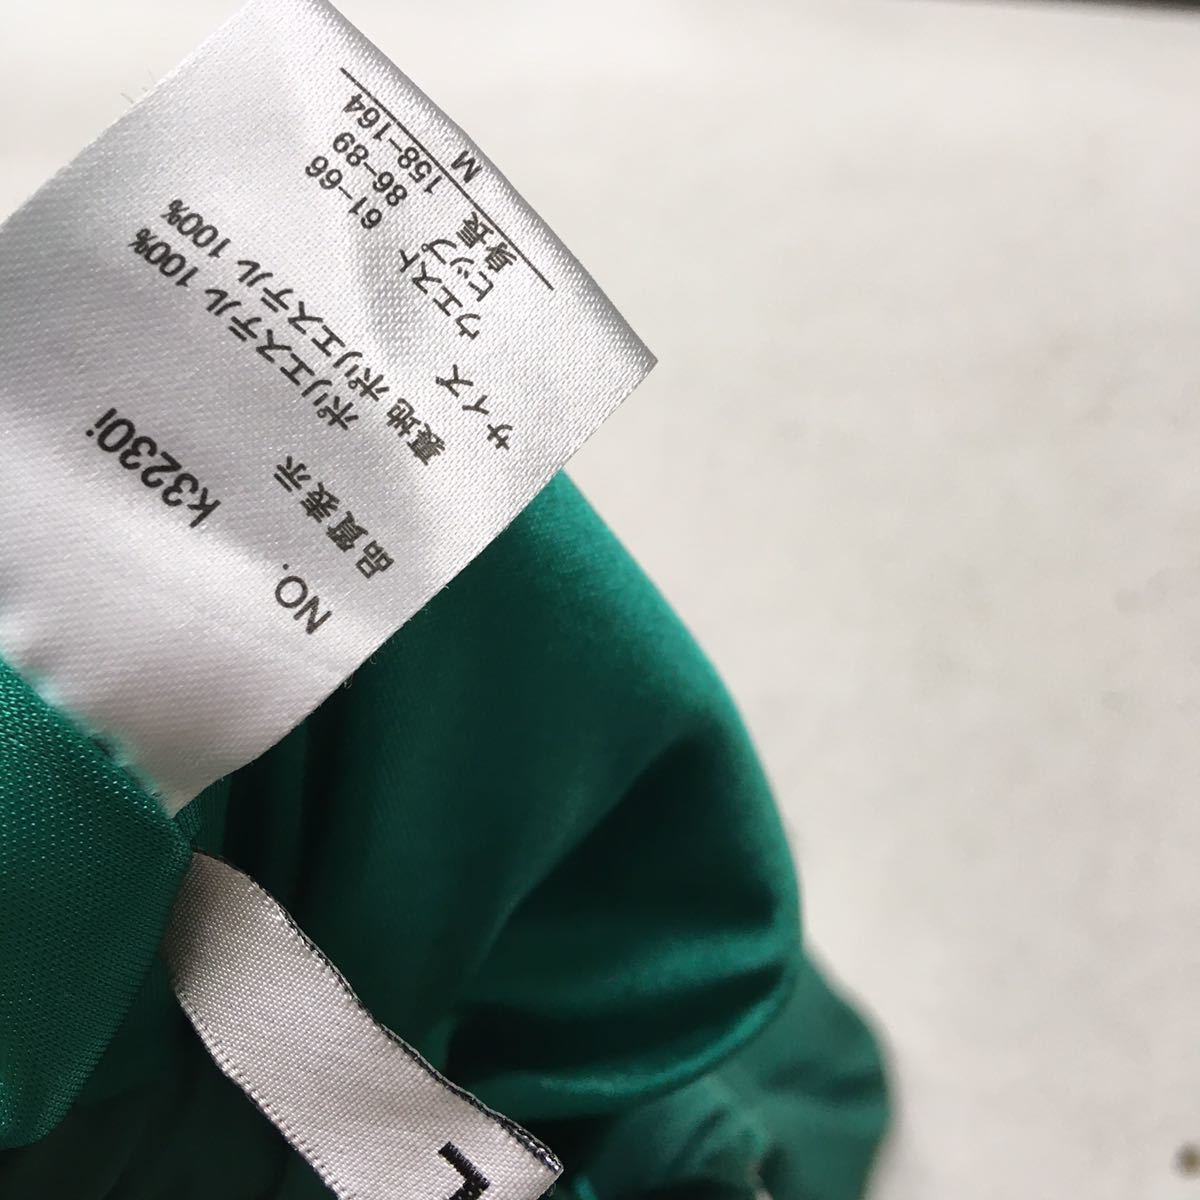 NO. k3230i
品質表示
ポリエステル 100%
裏地 ポリエステル 100%
サイズ ウエスト 61-66
ヒップ 86-89
身長 158-164
M
L